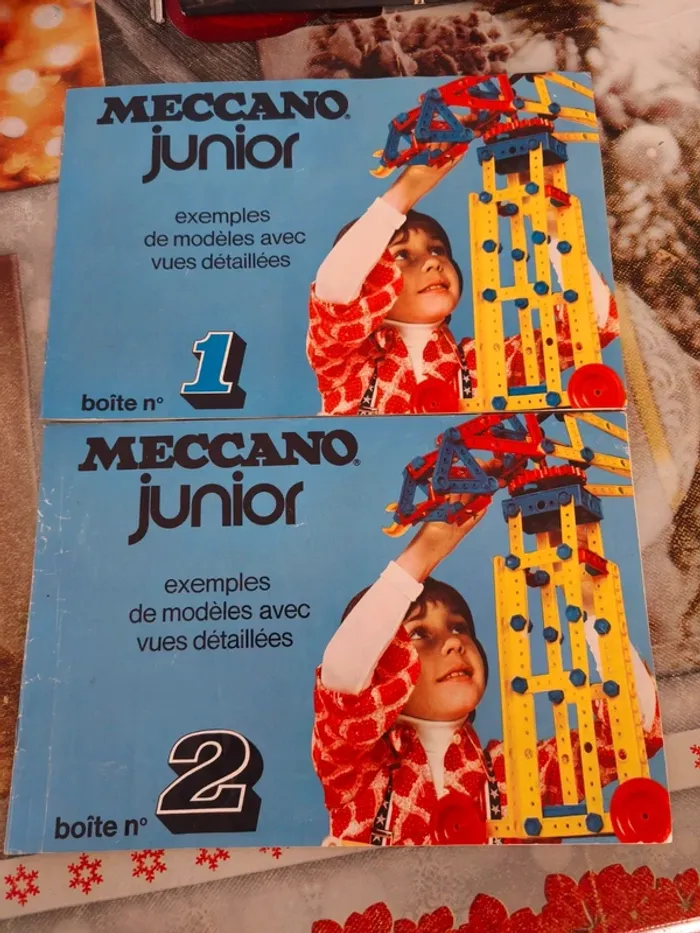 MECCANO®
junior
exemples
de modèles avec
vues détaillées
boîte n° 1
MECCANO®
junior
exemples
de modèles avec
vues détaillées
boîte n° 2